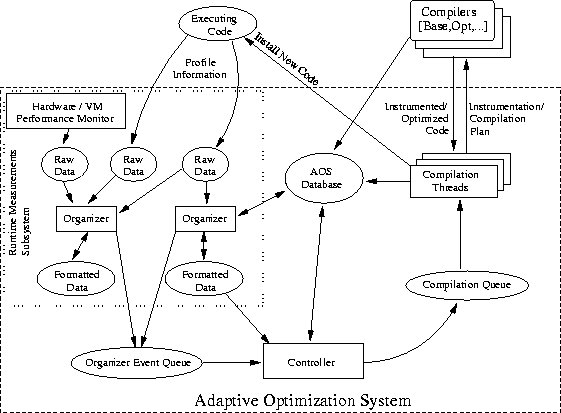 Executing
Code
Compilers
[Base,Opt,...]
Install New Code
Profile
Information
Hardware / VM
Performance Monitor
Instrumented/
Optimized
Code
Instrumentation/
Compilation
Plan
Raw
Data
Raw
Data
Raw
Data
AOS
Database
Compilation
Threads
Runtime Measurements
Subsystem
Organizer
Organizer
Formatted
Data
Formatted
Data
Compilation Queue
Organizer Event Queue
Controller
Adaptive Optimization System